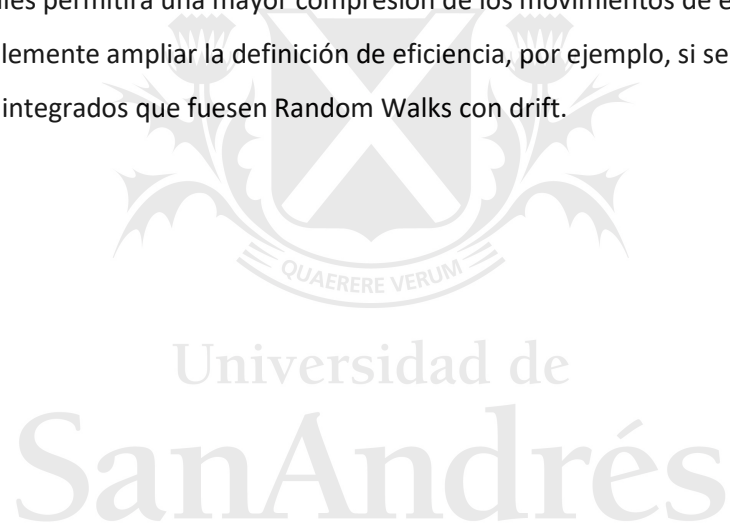 les permitirá una mayor compresión de los movimientos de e
lemente ampliar la definición de eficiencia, por ejemplo, si se
integrados que fuesen Random Walks con drift.
QUAERERE VERUM
Universidad de
SanAndrés